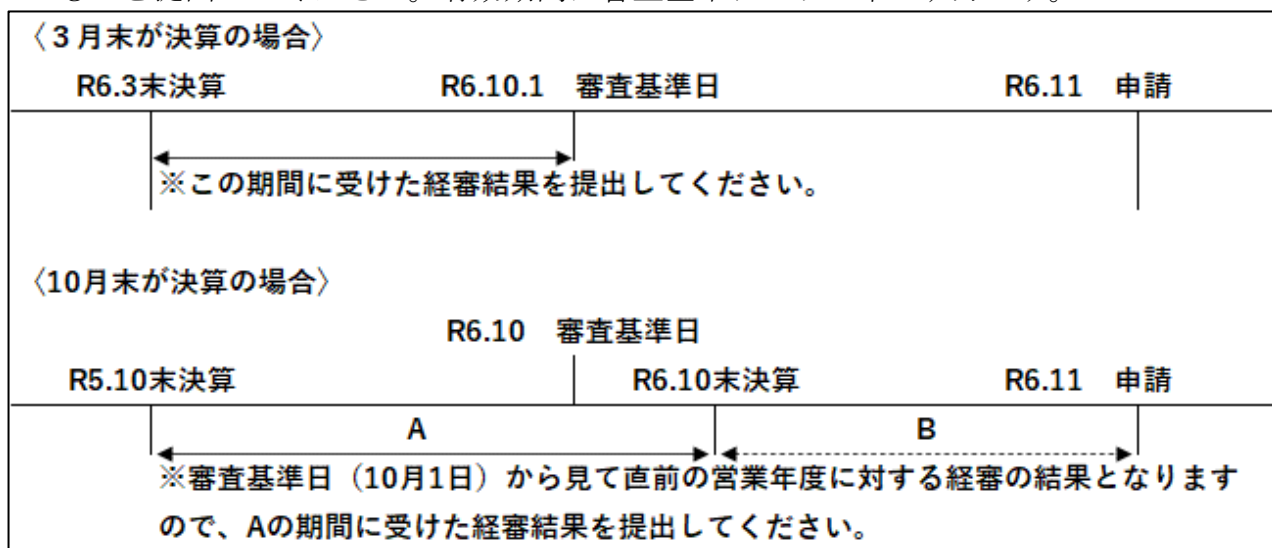 〈３月末が決算の場合〉
R6.3末決算 R6.10.1 審査基準日 R6.11 申請
※この期間に受けた経審結果を提出してください。
〈10月末が決算の場合〉
R6.10 審査基準日
R5.10末決算 R6.10末決算 R6.11 申請
A B
※審査基準日（10月1日）から見て直前の営業年度に対する経審の結果となります
ので、Aの期間に受けた経審結果を提出してください。